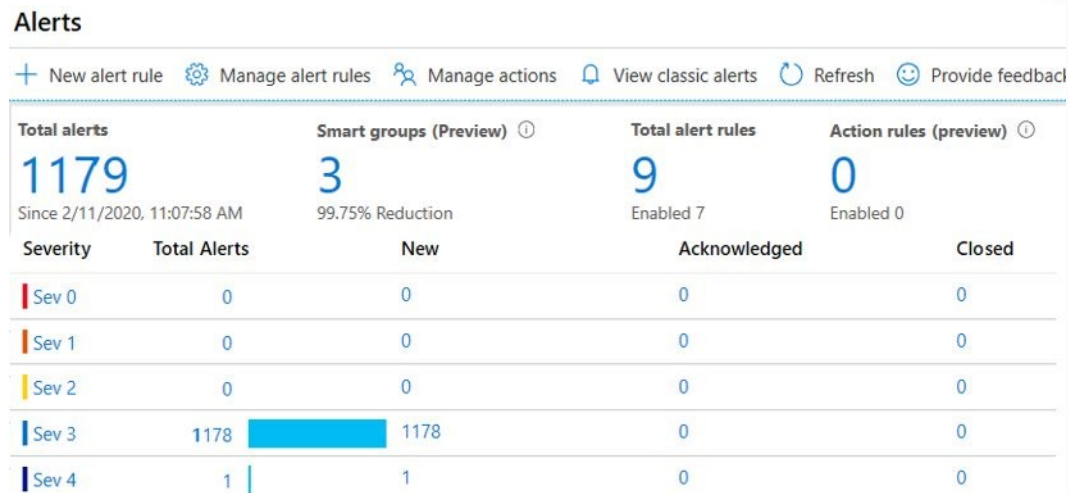 Alerts
New alert rule Manage alert rules Manage actions View classic alerts Refresh Provide feedback
Total alerts Smart groups (Preview) Total alert rules Action rules (preview)
1179 3 9 0
Since 2/11/2020, 11:07:58 AM 99.75% Reduction Enabled 7 Enabled 0
Severity Total Alerts New Acknowledged Closed
Sev 0 0 0 0 0
Sev 1 0 0 0 0
Sev 2 0 0 0 0
Sev 3 1178 1178 0 0
Sev 4 1 1 0 0